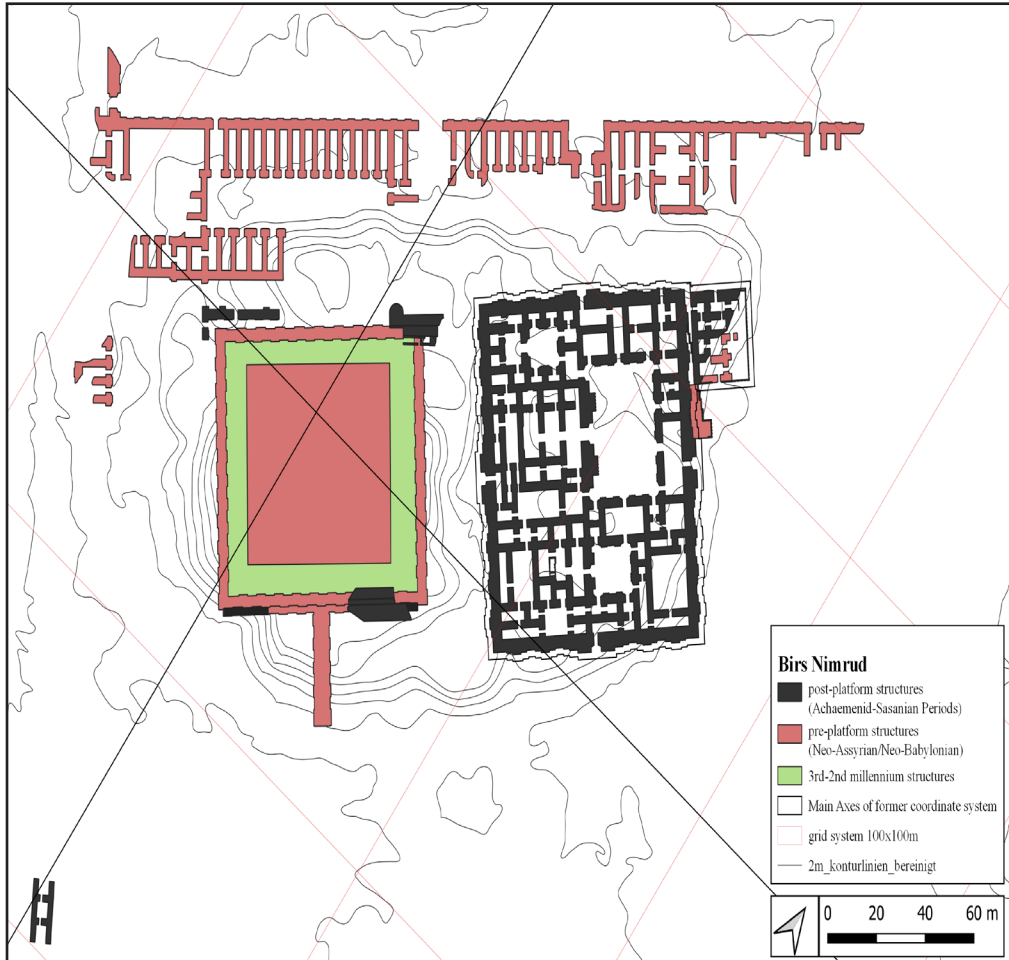 Birs Nimrud
post-platform structures
(Achaemenid-Sasanian Periods)
pre-platform structures
(Neo-Assyrian/Neo-Babylonian)
3rd-2nd millennium structures
Main Axes of former coordinate system
grid system 100x100m
2m_konturlinien_bereinigt
0 20 40 60 m